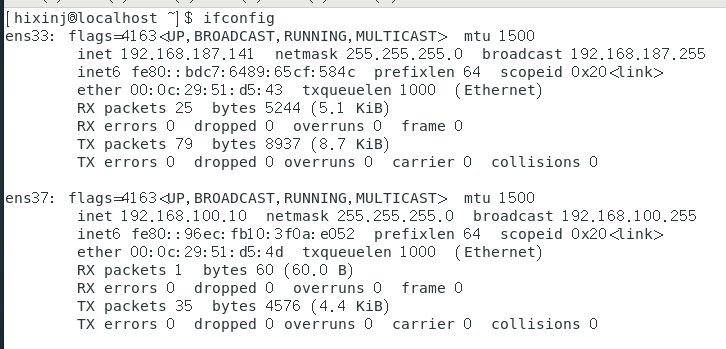 [hixinj@localhost ~]$ ifconfig
ens33: flags=4163<UP,BROADCAST,RUNNING,MULTICAST>  mtu 1500
        inet 192.168.187.141  netmask 255.255.255.0  broadcast 192.168.187.255
        inet6 fe80::bdc7:6489:65cf:584c  prefixlen 64  scopeid 0x20<link>
        ether 00:0c:29:51:d5:43  txqueuelen 1000  (Ethernet)
        RX packets 25  bytes 5244 (5.1 KiB)
        RX errors 0  dropped 0  overruns 0  frame 0
        TX packets 79  bytes 8937 (8.7 KiB)
        TX errors 0  dropped 0 overruns 0  carrier 0  collisions 0

ens37: flags=4163<UP,BROADCAST,RUNNING,MULTICAST>  mtu 1500
        inet 192.168.100.10  netmask 255.255.255.0  broadcast 192.168.100.255
        inet6 fe80::96ec:fb10:3f0a:e052  prefixlen 64  scopeid 0x20<link>
        ether 00:0c:29:51:d5:4d  txqueuelen 1000  (Ethernet)
        RX packets 1  bytes 60 (60.0 B)
        RX errors 0  dropped 0  overruns 0  frame 0
        TX packets 35  bytes 4576 (4.4 KiB)
        TX errors 0  dropped 0 overruns 0  carrier 0  collisions 0